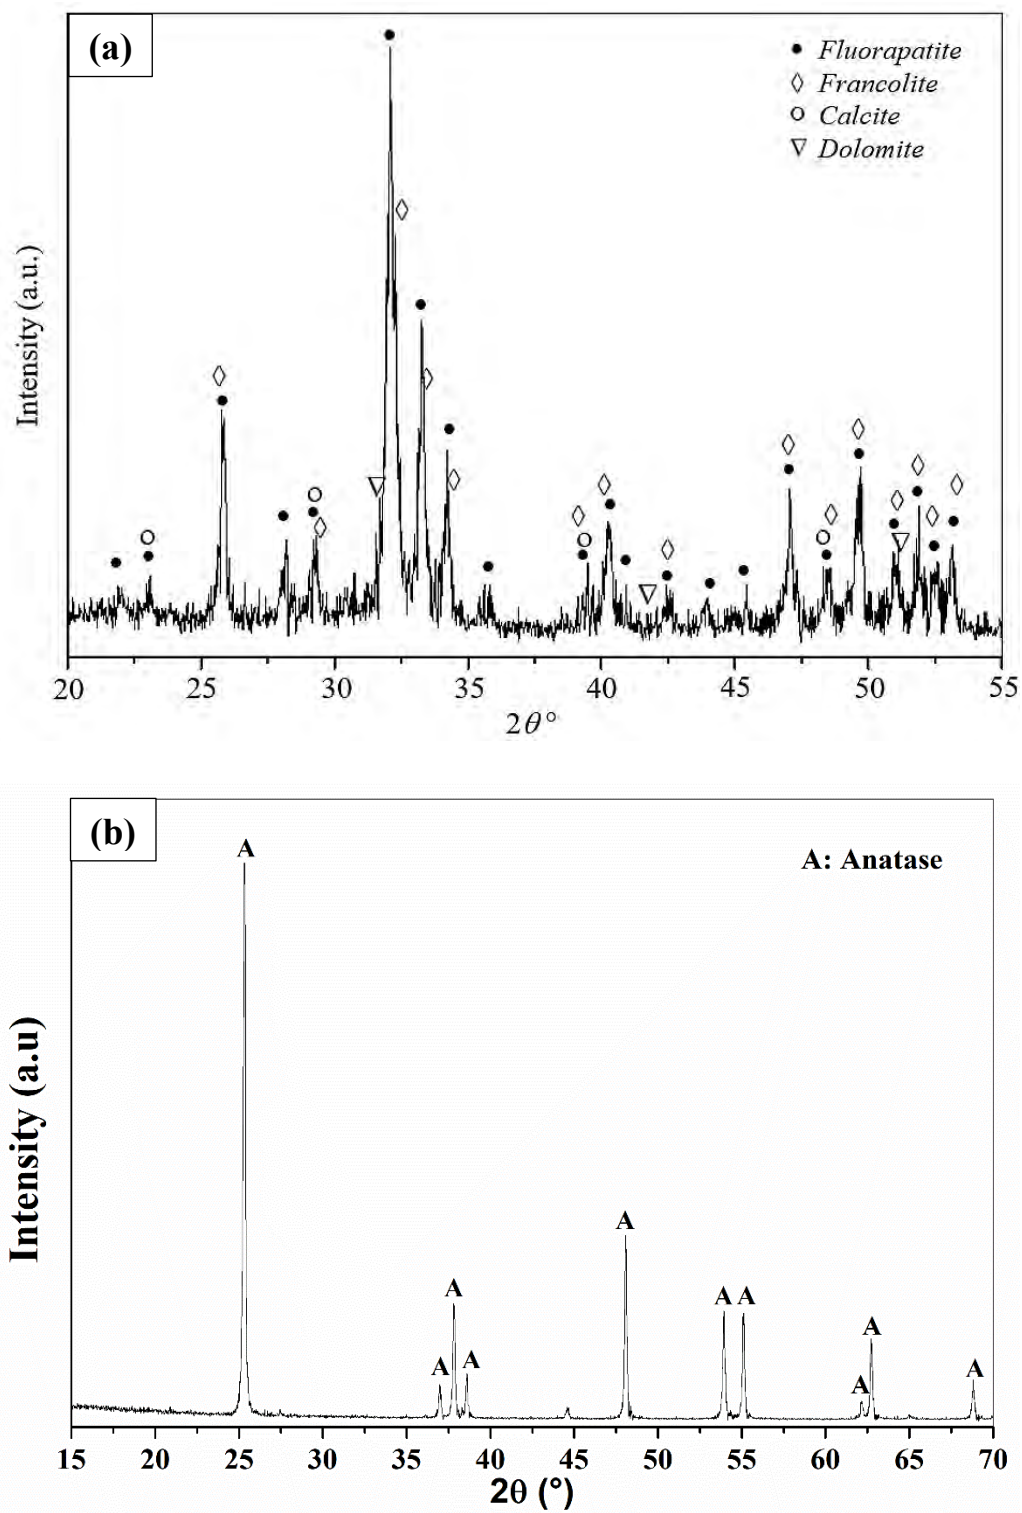 (a)
Fluorapatite
Francolite
Calcite
Dolomite
Intensity (a.u.)
20 25 30 35 40 45 50 55
2θ°
(b)
A
A: Anatase
Intensity (a.u)
A
A
A A
A
A A
A
A
15 20 25 30 35 40 45 50 55 60 65 70
2θ (°)